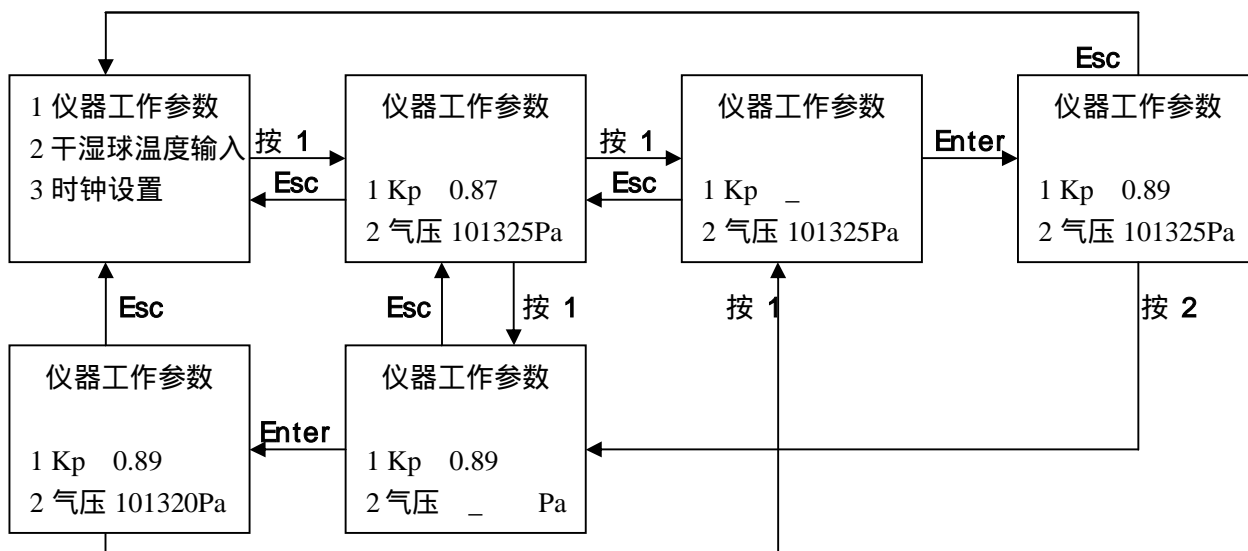 Esc
1 仪器工作参数
2 干湿球温度输入
3 时钟设置
按 1
Esc
仪器工作参数
1 Kp 0.87
2 气压 101325Pa
按 1
Esc
仪器工作参数
1 Kp _
2 气压 101325Pa
Enter
仪器工作参数
1 Kp 0.89
2 气压 101325Pa
Esc
Esc
按 1
按 1
按 2
仪器工作参数
1 Kp 0.89
2 气压 101320Pa
Enter
仪器工作参数
1 Kp 0.89
2 气压 _ Pa